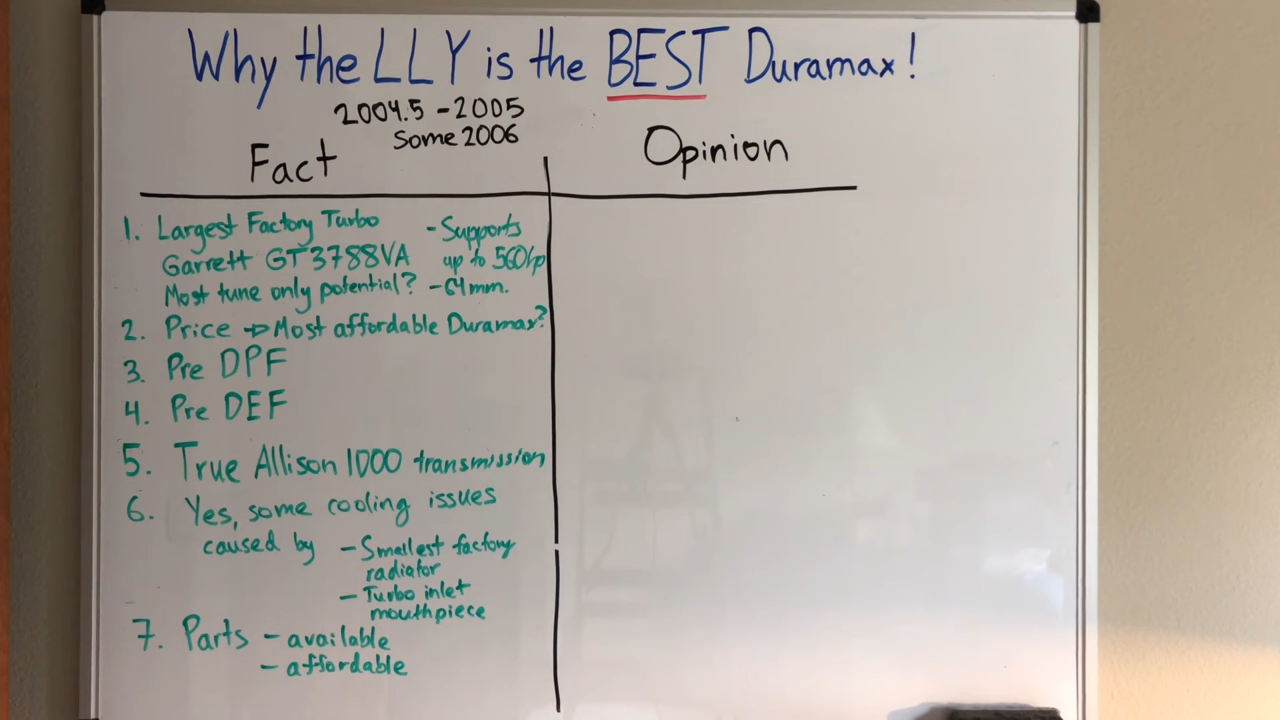 Why the LLY is the BEST Duramax!
2004.5 - 2005
Some 2006
Fact
Opinion
1. Largest Factory Turbo
Garrett GT3788VA
Most tune only potential?
- Supports
up to 560hp
- 64mm.
2. Price → Most affordable Duramax?
3. Pre DPF
4. Pre DEF
5. True Allison 1000 transmission
6. Yes, some cooling issues
caused by
- Smallest factory
radiator
- Turbo inlet
mouthpiece
7. Parts - available
- affordable